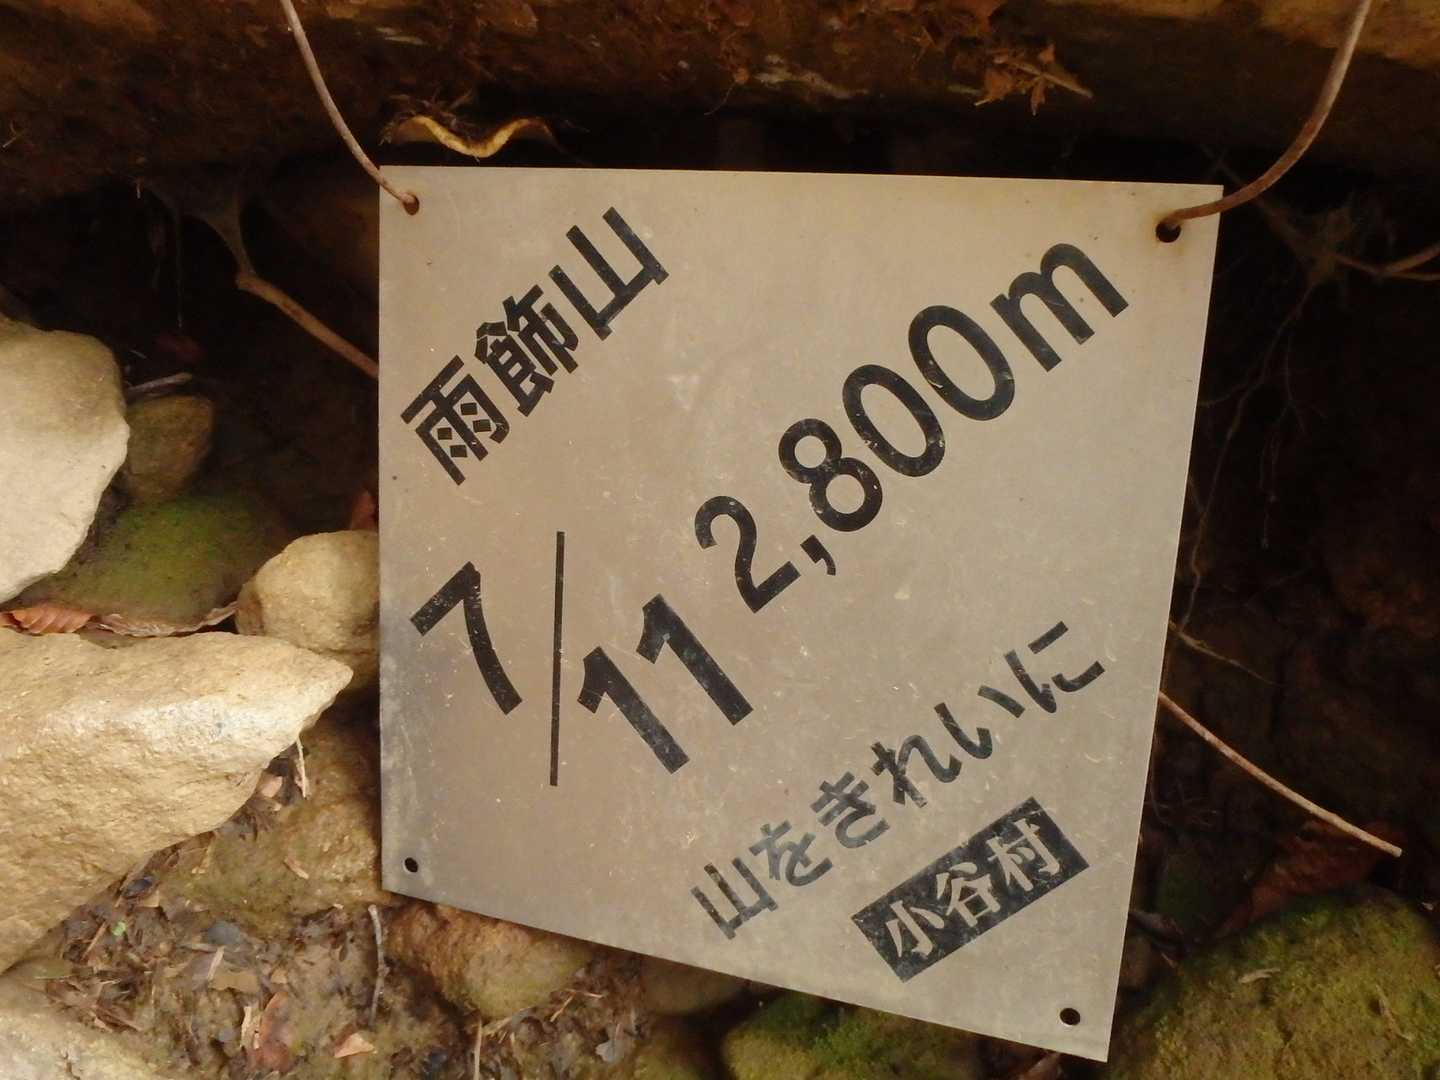 雨飾山
7/11 2,800m
山をきれいに
小谷村